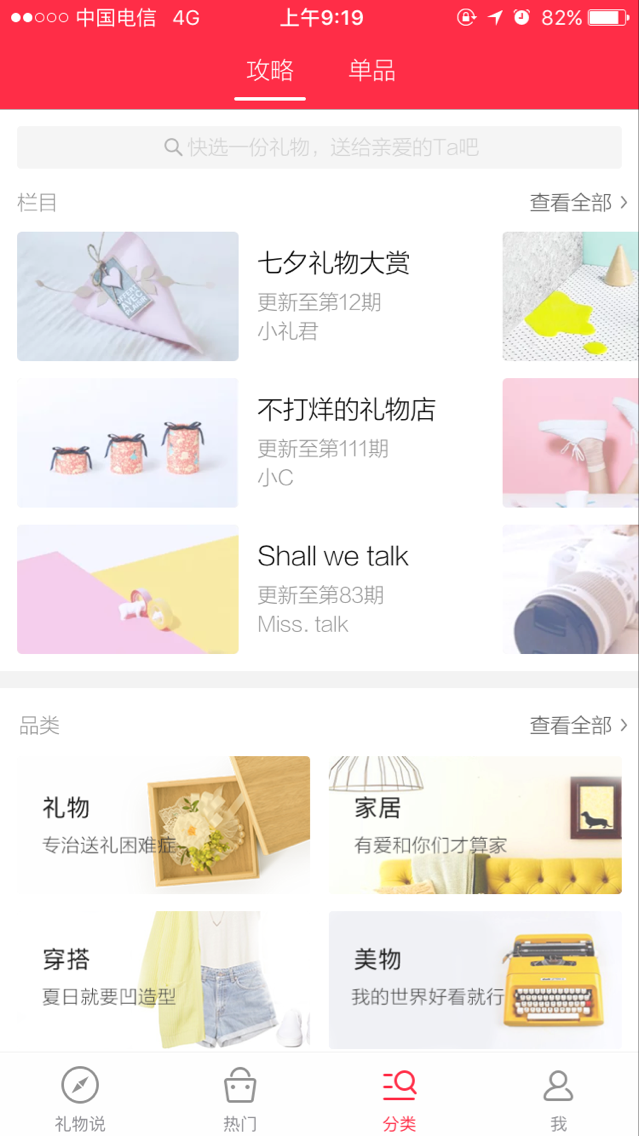 中国电信 4G 上午9:19 82%
攻略 单品
快选一份礼物，送给亲爱的Ta吧
栏目 查看全部
七夕礼物大赏
更新至第12期
小礼君
不打烊的礼物店
更新至第111期
小C
Shall we talk
更新至第83期
Miss. talk
品类 查看全部
礼物
专治送礼困难症
家居
有爱和你们才算家
穿搭
夏日就要凹造型
美物
我的世界好看就行
礼物说 热门 分类 我